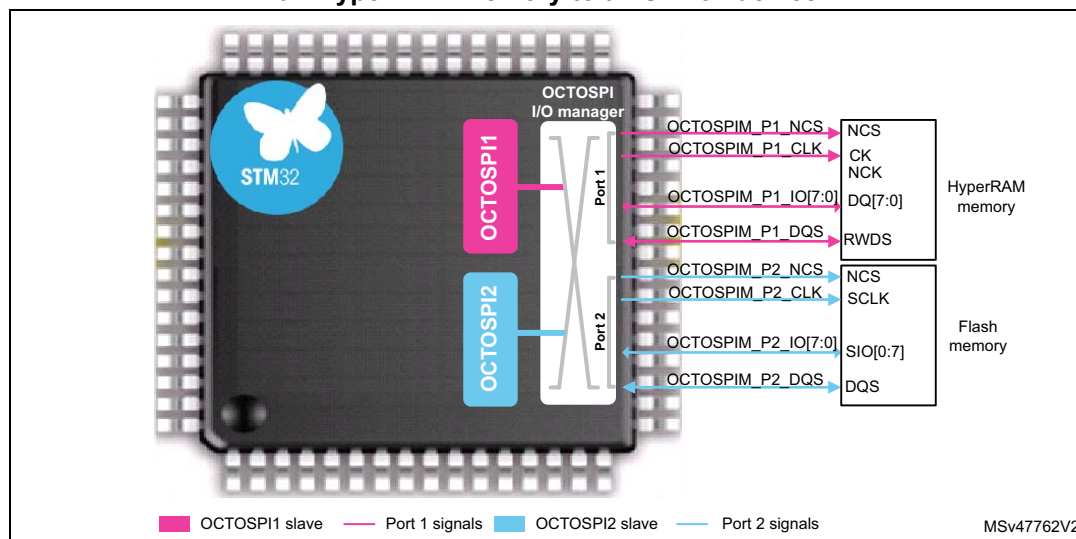 STM32
OCTOSPI1
OCTOSPI2
OCTOSPI
I/O manager
Port 1
Port 2
OCTOSPIM_P1_NCS
OCTOSPIM_P1_CLK
OCTOSPIM_P1_IO[7:0]
OCTOSPIM_P1_DQS
NCS
CK
NCK
DQ[7:0]
RWDS
HyperRAM
memory
OCTOSPIM_P2_NCS
OCTOSPIM_P2_CLK
OCTOSPIM_P2_IO[7:0]
OCTOSPIM_P2_DQS
NCS
SCLK
SIO[0:7]
DQS
Flash
memory
OCTOSPI1 slave Port 1 signals OCTOSPI2 slave Port 2 signals
MSv47762V2